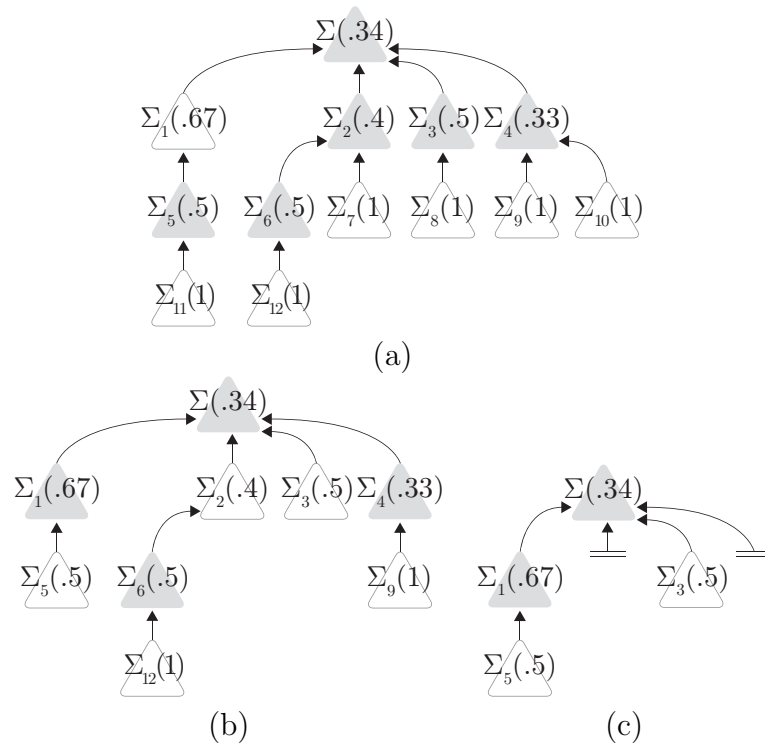 Σ(.34)
Σ₁(.67) Σ₂(.4) Σ₃(.5) Σ₄(.33)
Σ₅(.5) Σ₆(.5) Σ₇(1) Σ₈(1) Σ₉(1) Σ₁₀(1)
Σ₁₁(1) Σ₁₂(1)
(a)
Σ(.34)
Σ₁(.67) Σ₂(.4) Σ₃(.5) Σ₄(.33)
Σ₅(.5) Σ₆(.5) Σ₉(1)
Σ₁₂(1)
(b)
Σ(.34)
Σ₁(.67) Σ₃(.5)
Σ₅(.5)
(c)